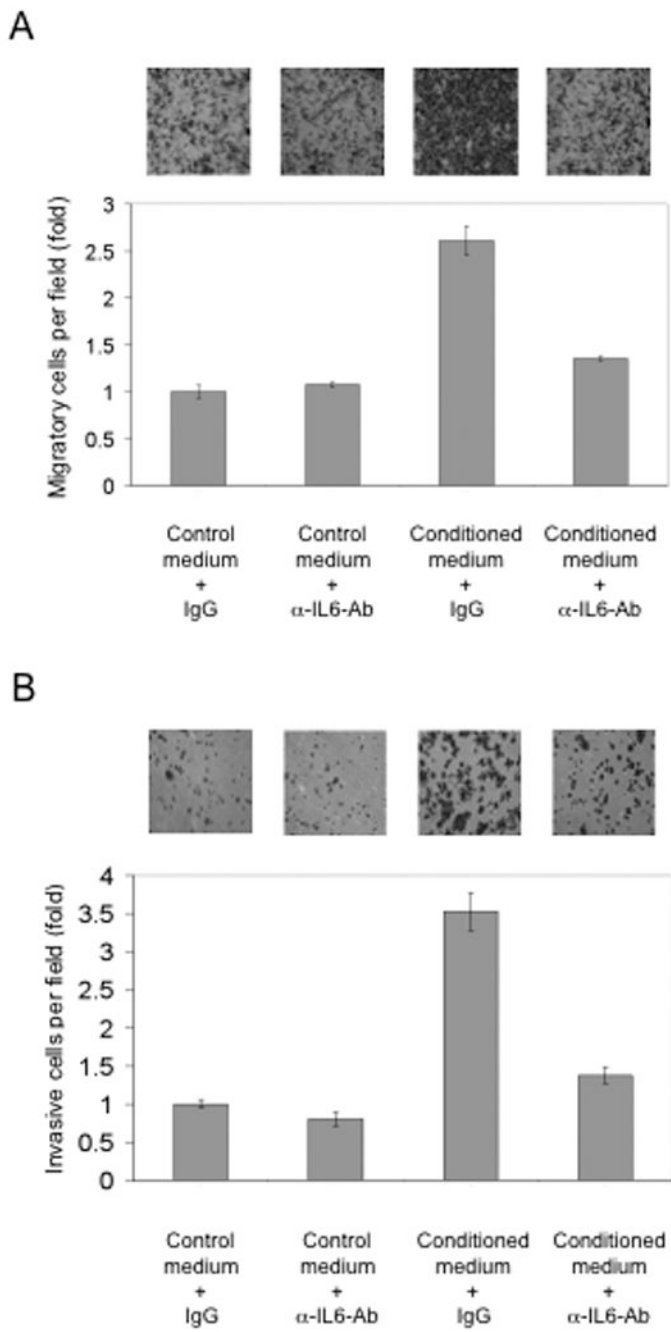 A
Migratory cells per field (fold)
3
2.5
2
1.5
1
0.5
0
Control Control Conditioned Conditioned
medium medium medium medium
+ + + +
IgG α-IL6-Ab IgG α-IL6-Ab
B
Invasive cells per field (fold)
4
3.5
3
2.5
2
1.5
1
0.5
0
Control Control Conditioned Conditioned
medium medium medium medium
+ + + +
IgG α-IL6-Ab IgG α-IL6-Ab